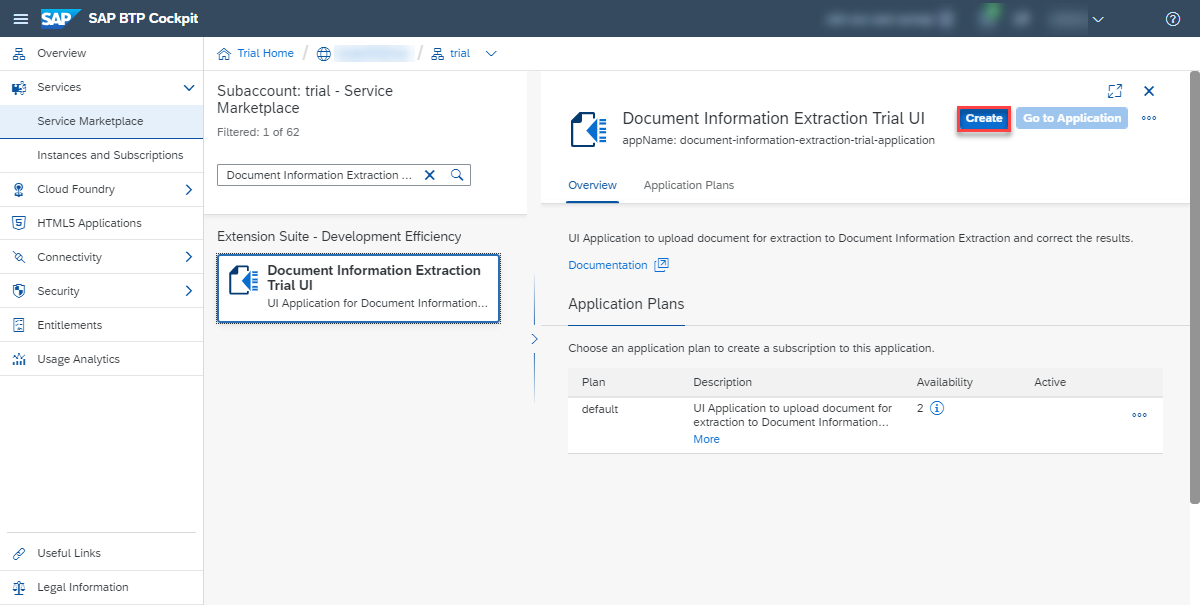 SAP SAP BTP Cockpit
Overview
Services
Service Marketplace
Instances and Subscriptions
Cloud Foundry
HTML5 Applications
Connectivity
Security
Entitlements
Usage Analytics
Useful Links
Legal Information
Trial Home / / trial
Subaccount: trial - Service
Marketplace
Filtered: 1 of 62
Document Information Extraction ...
Extension Suite - Development Efficiency
Document Information Extraction
Trial UI
UI Application for Document Information...
Document Information Extraction Trial UI
appName: document-information-extraction-trial-application
Create
Go to Application
Overview Application Plans
UI Application to upload document for extraction to Document Information Extraction and correct the results.
Documentation
Application Plans
Choose an application plan to create a subscription to this application.
Plan Description Availability Active
default UI Application to upload document for 2
extraction to Document Information...
More